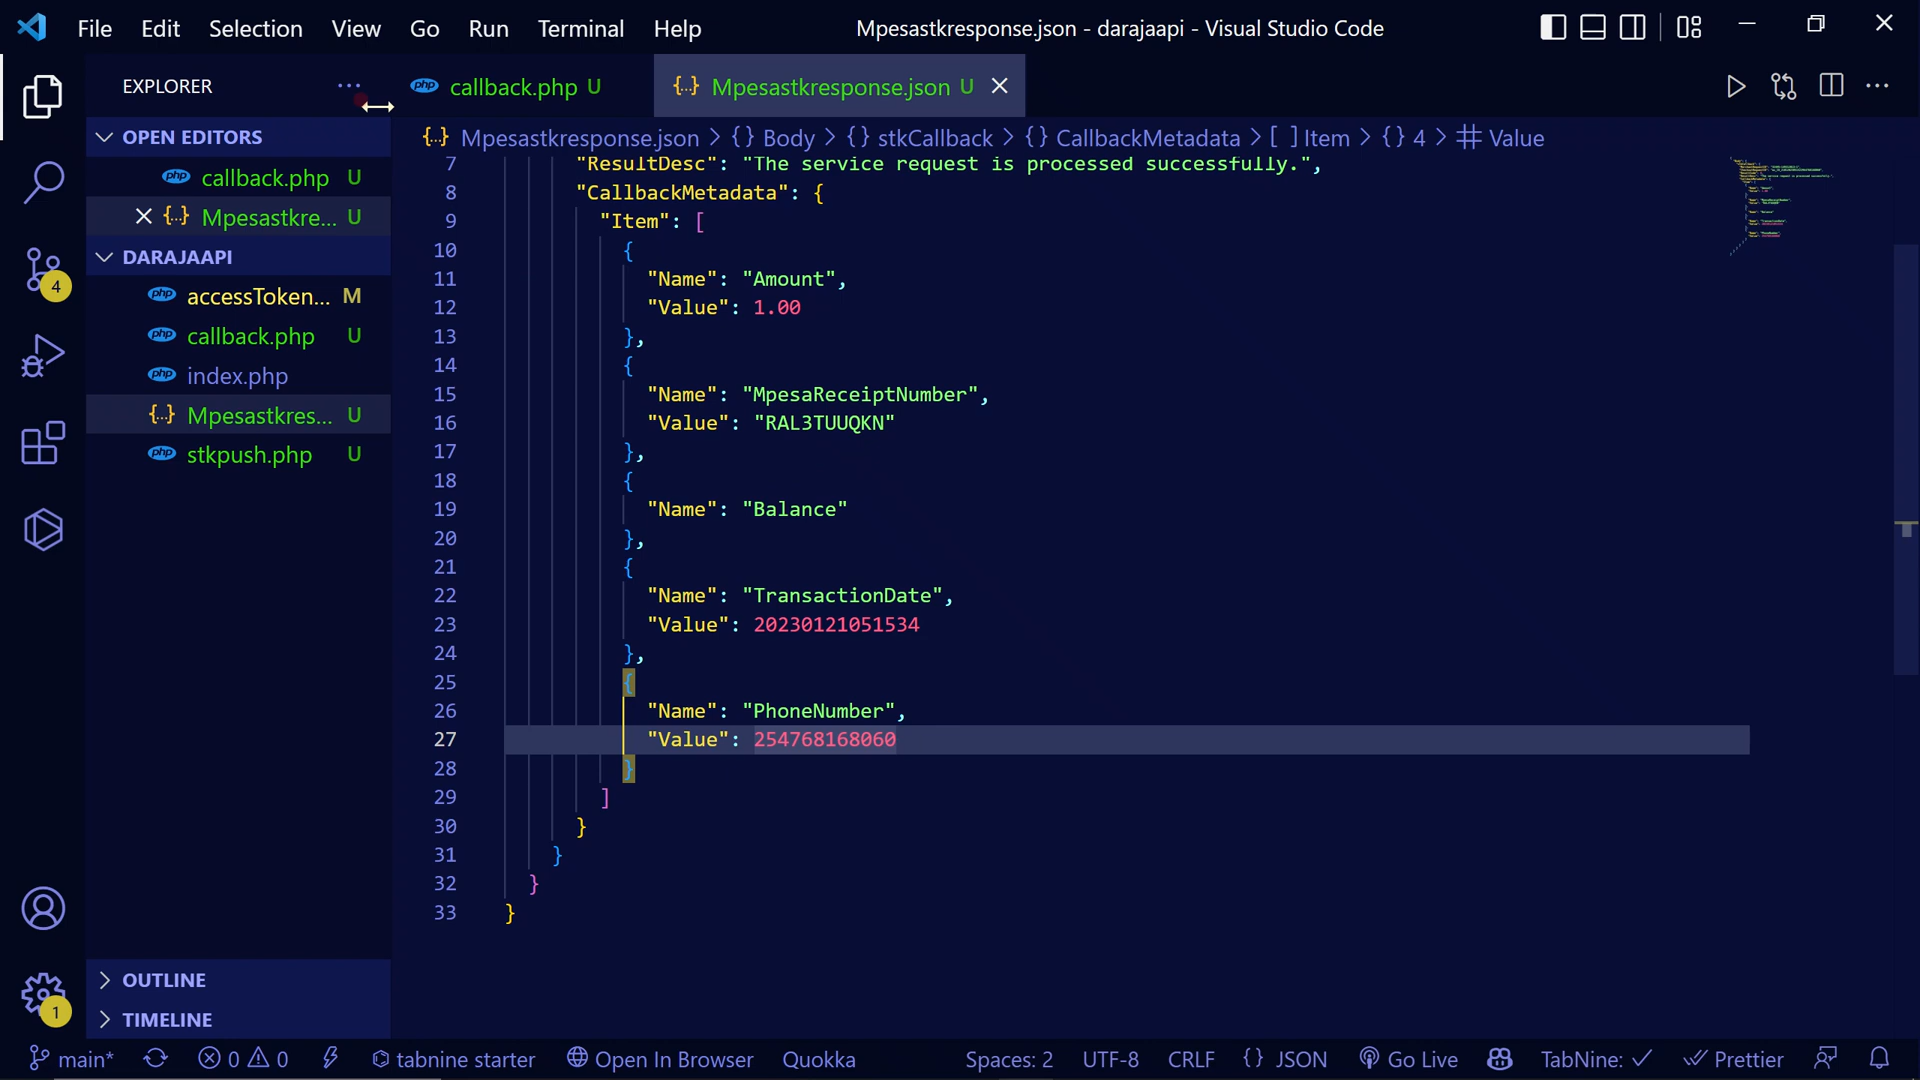 File Edit Selection View Go Run Terminal Help Mpesastkresponse.json - darajaapi - Visual Studio Code
EXPLORER ··· php callback.php U {..} Mpesastkresponse.json U
OPEN EDITORS
php callback.php U
{..} Mpesastkre... U
DARAJAAPI
php accessToken... M
php callback.php U
php index.php
{..} Mpesastkres... U
php stkpush.php U
OUTLINE
TIMELINE
4
1
{..} Mpesastkresponse.json > {} Body > {} stkCallback > {} CallbackMetadata > [ ] Item > {} 4 > # Value
7 "ResultDesc": "The service request is processed successfully.",
8 "CallbackMetadata": {
9 "Item": [
10 {
11 "Name": "Amount",
12 "Value": 1.00
13 },
14 {
15 "Name": "MpesaReceiptNumber",
16 "Value": "RAL3TUUQKN"
17 },
18 {
19 "Name": "Balance"
20 },
21 {
22 "Name": "TransactionDate",
23 "Value": 20230121051534
24 },
25 {
26 "Name": "PhoneNumber",
27 "Value": 254768168060
28 }
29 ]
30 }
31 }
32 }
33 }
main* 0 0 tabnine starter Open In Browser Quokka Spaces: 2 UTF-8 CRLF {} JSON Go Live TabNine: ✓ Prettier